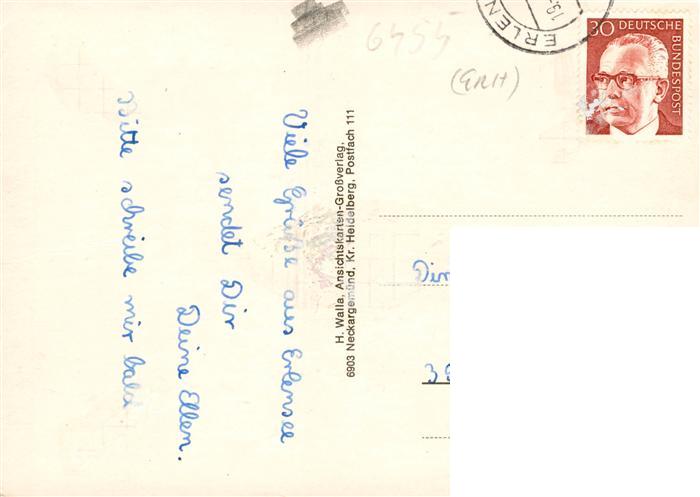 6455
(GRH)
ERLEN
30 DEUTSCHE
BUNDESPOST
Viele Grüße aus Erlensee
sendet Dir
Deine Ellen.
Bitte schreibe mir bald
H. Walla, Ansichtskarten-Großverlag,
6903 Neckargemünd, Kr. Heidelberg, Postfach 111